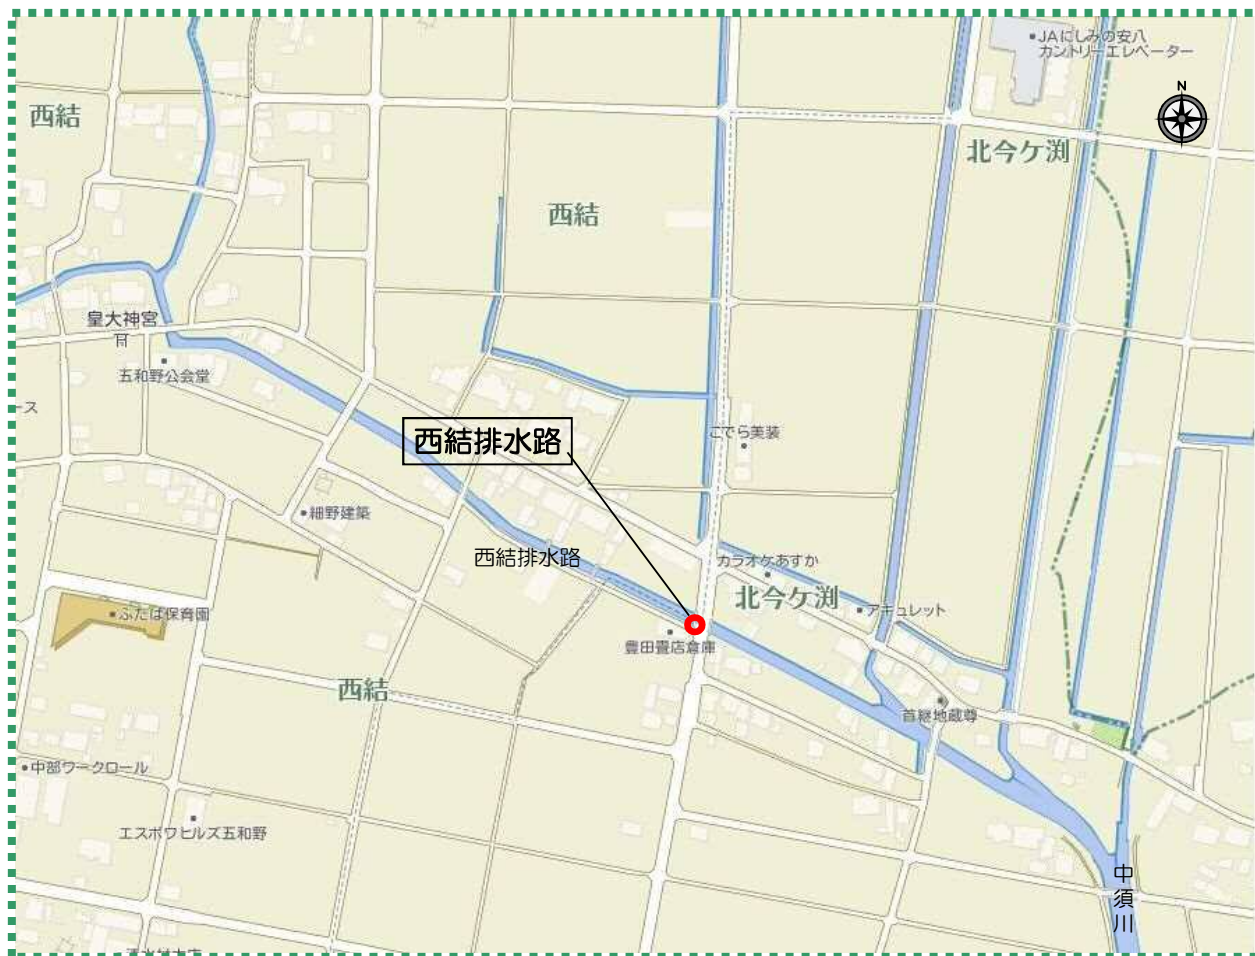 JAにしみの安八
カントリーエレベーター
N
西結
北今ケ渕
西結
皇大神宮
五和野公会堂
ース
西結排水路
こでら美装
細野建築
西結排水路
カラオケあすか
北今ケ渕
アキュレット
ふたば保育園
豊田畳店倉庫
西結
首継地蔵尊
中部ワークロール
エスポワヒルズ五和野
中須川